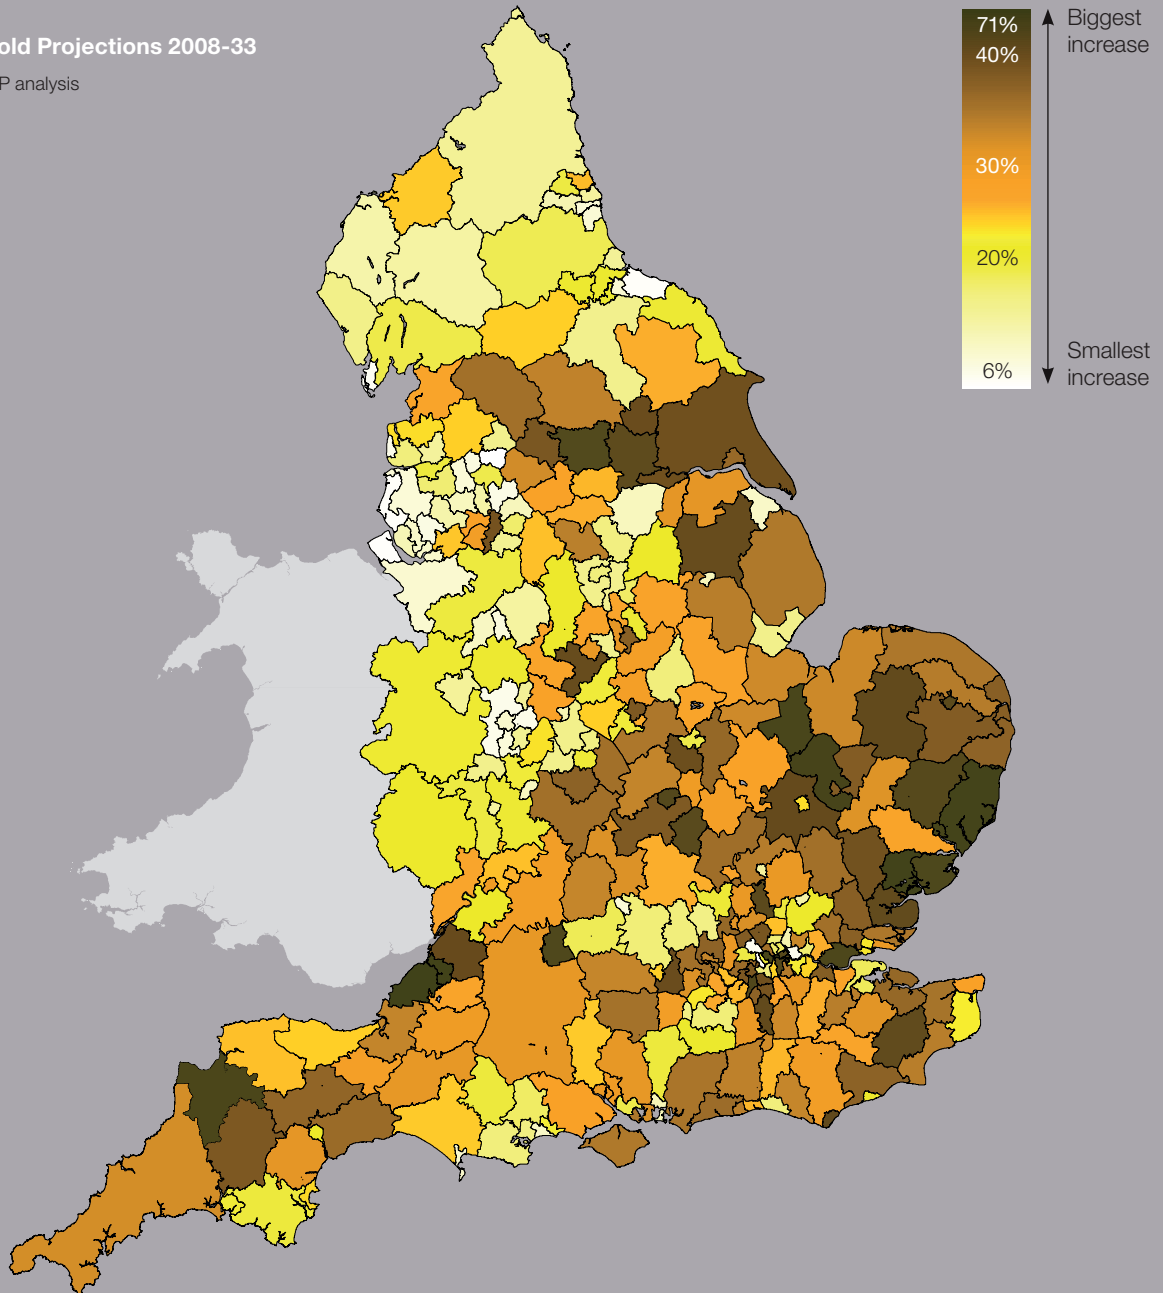 old Projections 2008-33
P analysis
71%
40%
30%
20%
6%
Biggest
increase
Smallest
increase